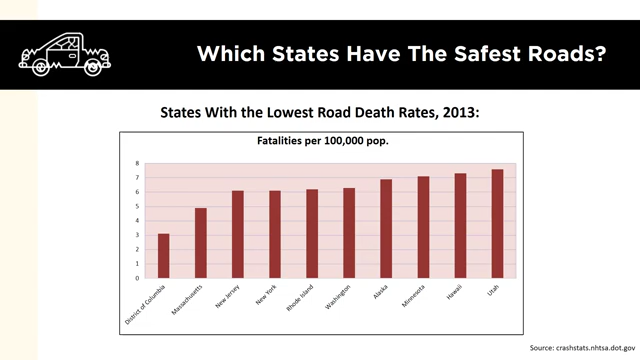 Which States Have The Safest Roads?
States With the Lowest Road Death Rates, 2013:
Fatalities per 100,000 pop.
8
7
6
5
4
3
2
1
0
District of Columbia
Massachusetts
New Jersey
New York
Rhode Island
Washington
Alaska
Minnesota
Hawaii
Utah
Source: crashstats.nhtsa.dot.gov